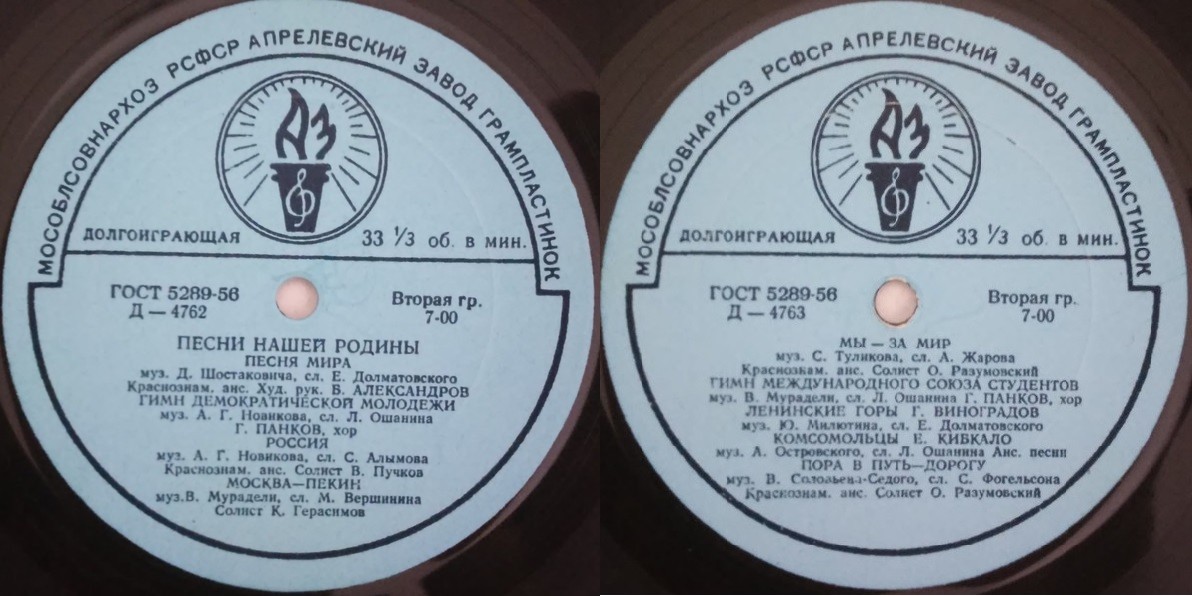 МОСОБЛСОВНАРХОЗ РСФСР АПРЕЛЕВСКИЙ ЗАВОД ГРАМПЛАСТИНОК
АЗ
ДОЛГОИГРАЮЩАЯ
33 ⅓ об. в мин.
ГОСТ 5289-56
Д — 4762
Вторая гр.
7-00
ПЕСНИ НАШЕЙ РОДИНЫ
ПЕСНЯ МИРА
муз. Д. Шостаковича, сл. Е. Долматовского
Краснознам. анс. Худ. рук. В. АЛЕКСАНДРОВ
ГИМН ДЕМОКРАТИЧЕСКОЙ МОЛОДЕЖИ
муз. А. Г. Новикова, сл. Л. Ошанина
Г. ПАНКОВ, хор
РОССИЯ
муз. А. Г. Новикова, сл. С. Алымова
Краснознам. анс. Солист В. Пучков
МОСКВА—ПЕКИН
муз.В. Мурадели, сл. М. Вершинина
Солист К. Герасимов
МОСОБЛСОВНАРХОЗ РСФСР АПРЕЛЕВСКИЙ ЗАВОД ГРАМПЛАСТИНОК
АЗ
ДОЛГОИГРАЮЩАЯ
33 ⅓ об. в мин.
ГОСТ 5289-56
Д — 4763
Вторая гр.
7-00
МЫ — ЗА МИР
муз. С. Туликова, сл. А. Жарова
Краснознам. анс. Солист О. Разумовский
ГИМН МЕЖДУНАРОДНОГО СОЮЗА СТУДЕНТОВ
муз. В. Мурадели, сл. Л. Ошанина Г. ПАНКОВ, хор
ЛЕНИНСКИЕ ГОРЫ Г. ВИНОГРАДОВ
муз. Ю. Милютина, сл. Е. Долматовского
КОМСОМОЛЬЦЫ Е. КИБКАЛО
муз. А. Островского, сл. Л. Ошанина Анс. песни
ПОРА В ПУТЬ—ДОРОГУ
муз. В. Соловьева-Седого, сл. С. Фогельсона
Краснознам. анс. Солист О. Разумовский